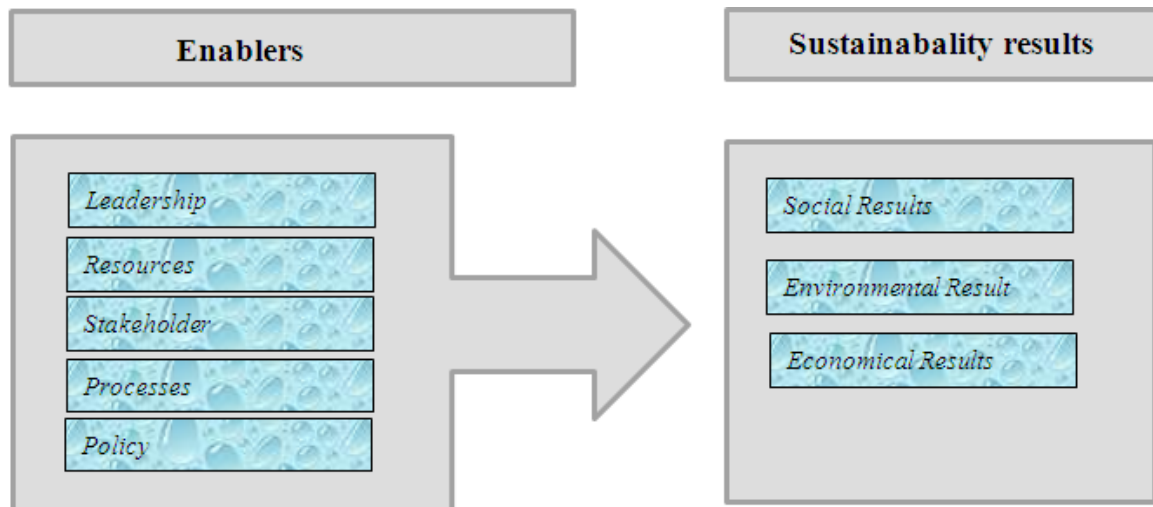 Enablers
Sustainabality results
Leadership
Resources
Stakeholder
Processes
Policy
Social Results
Environmental Result
Economical Results